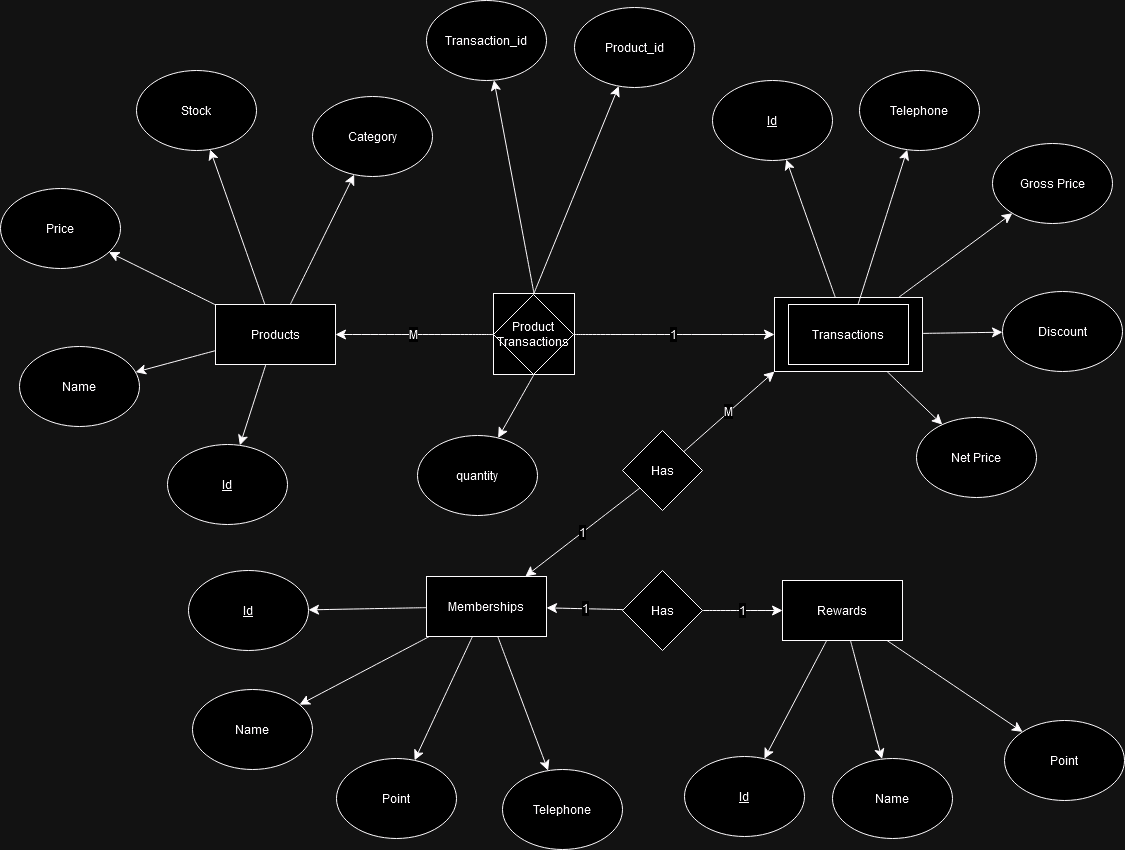 Transaction_id
Product_id
Stock
Category
Id
Telephone
Price
Gross Price
Products
M
Product
Transactions
1
Transactions
Discount
Name
M
Id
quantity
Has
Net Price
1
Id
Memberships
1
Has
1
Rewards
Name
Point
Telephone
Id
Name
Point